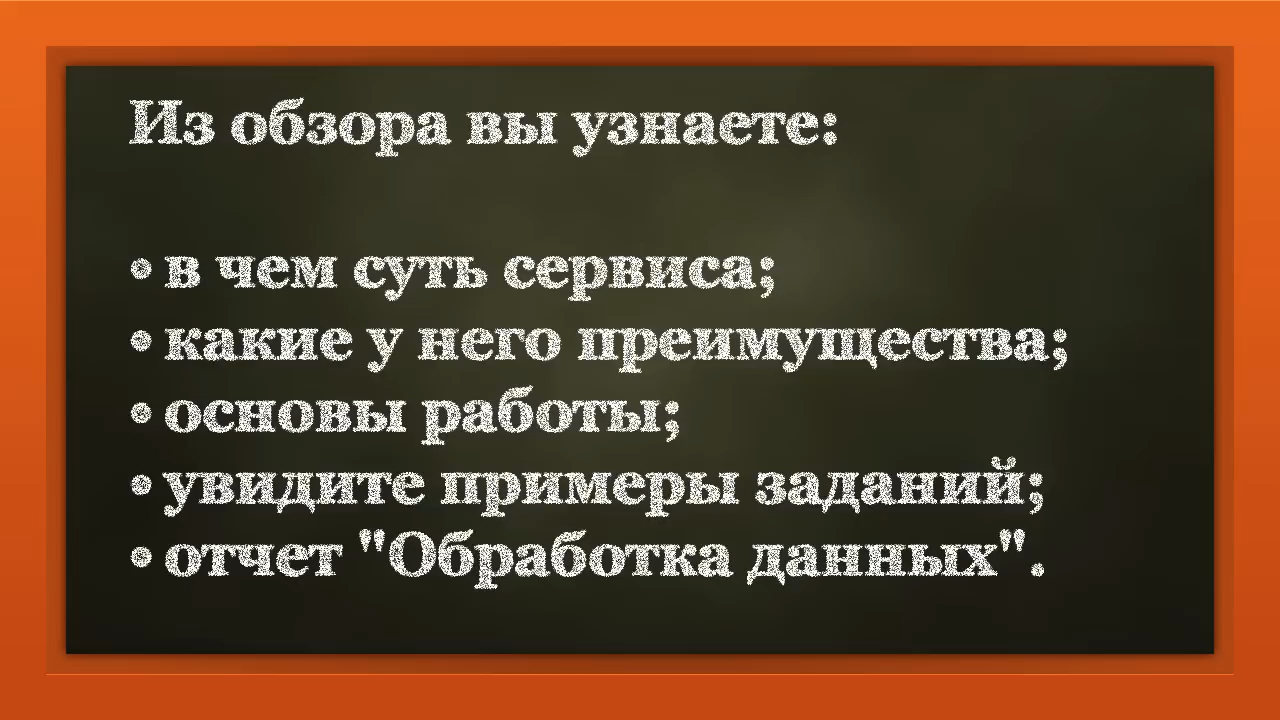 Из обзора вы узнаете:
• в чем суть сервиса;
• какие у него преимущества;
• основы работы;
• увидите примеры заданий;
• отчет "Обработка данных".